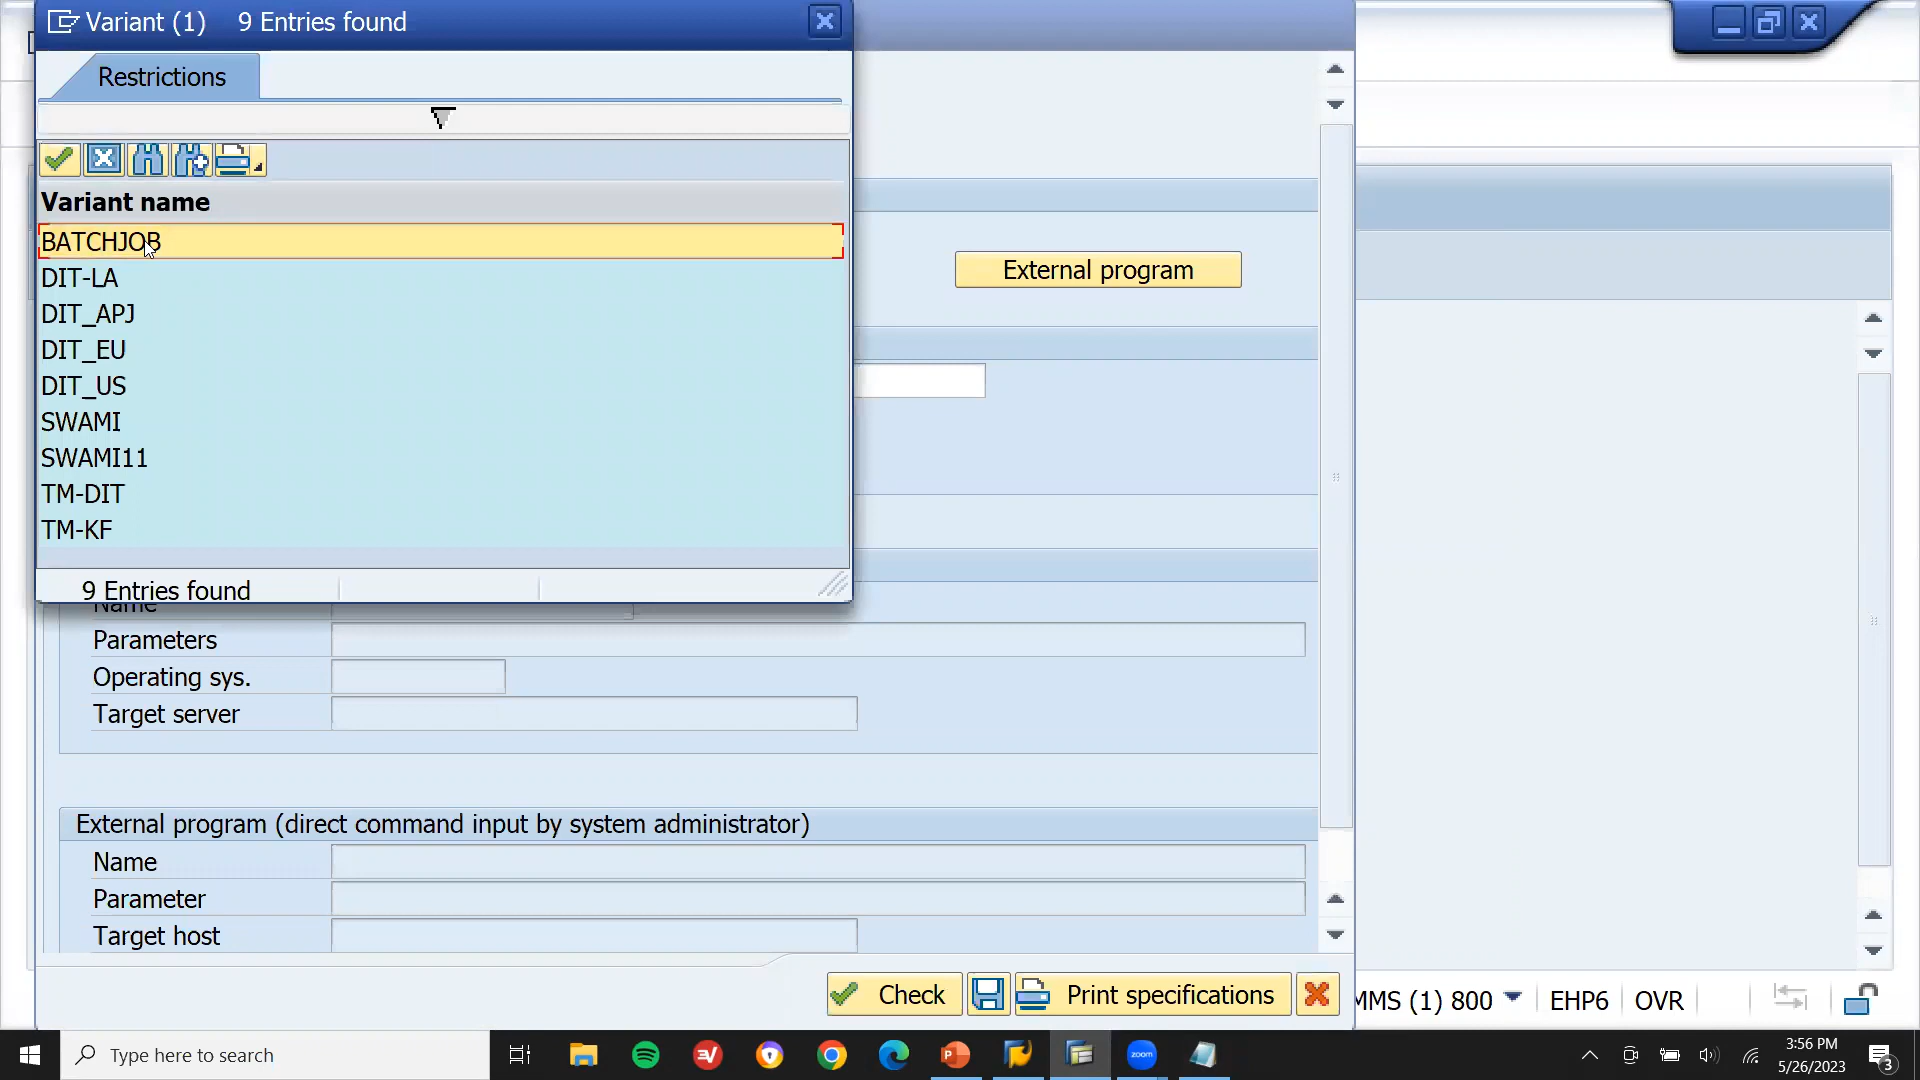 Variant (1) 9 Entries found
Restrictions
Variant name
BATCHJOB
DIT-LA
DIT_APJ
DIT_EU
DIT_US
SWAMI
SWAMI11
TM-DIT
TM-KF
9 Entries found
External program
Name
Parameters
Operating sys.
Target server
External program (direct command input by system administrator)
Name
Parameter
Target host
Check
Print specifications
MMS (1) 800
EHP6
OVR
Type here to search
zoom
3:56 PM
5/26/2023
3